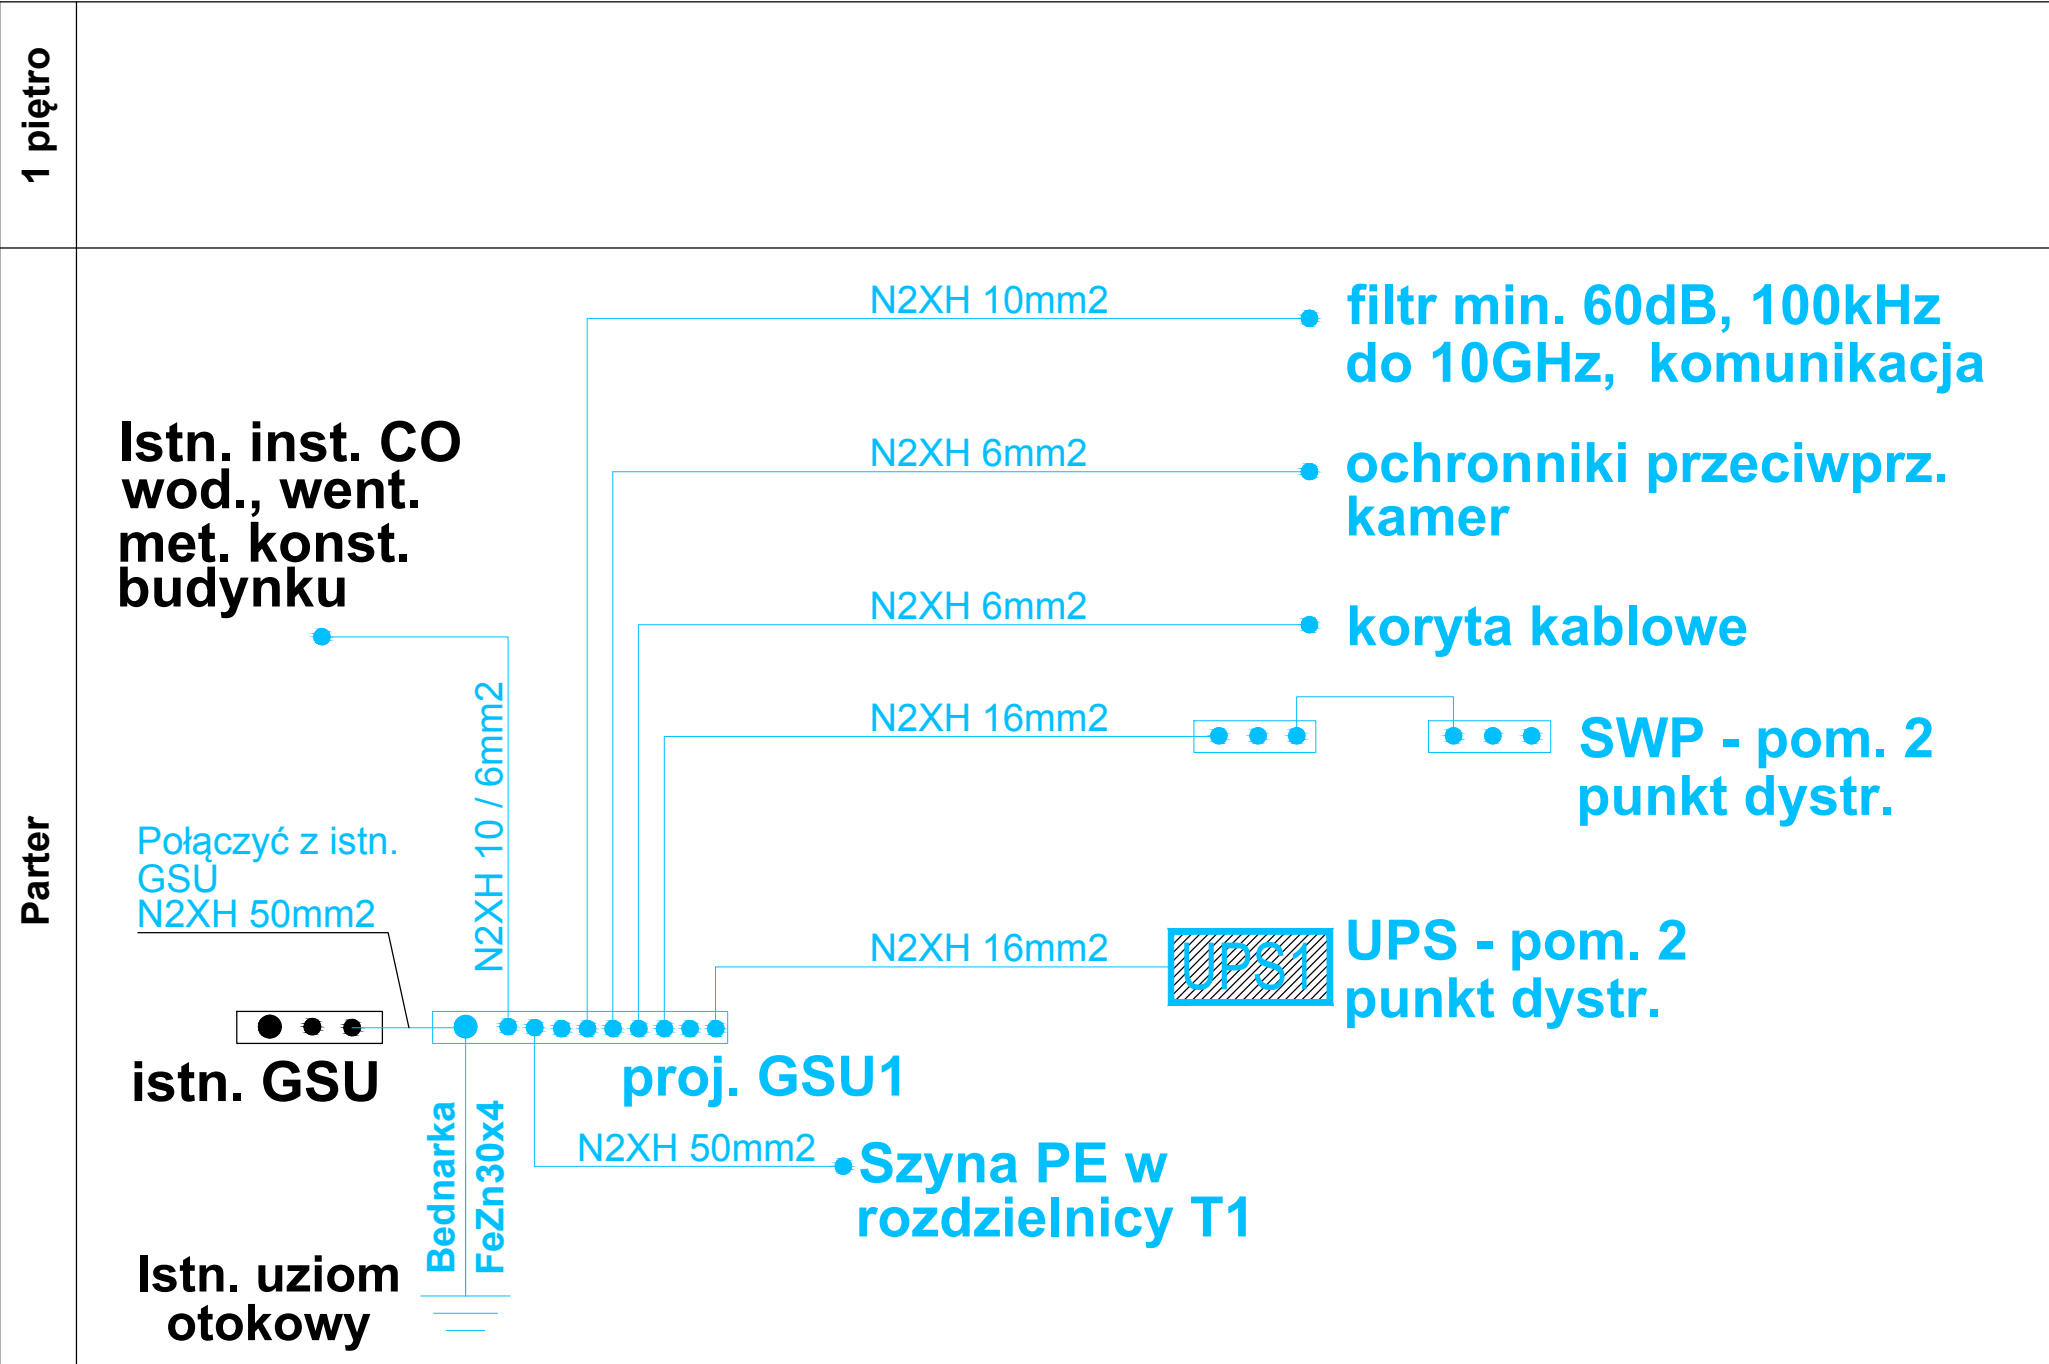 1 piętro
Parter
N2XH 10mm2
filtr min. 60dB, 100kHz
do 10GHz,  komunikacja
Istn. inst. CO
wod., went.
met. konst.
budynku
N2XH 6mm2
ochronniki przeciwprz.
kamer
N2XH 6mm2
koryta kablowe
N2XH 10 / 6mm2
N2XH 16mm2
SWP - pom. 2
punkt dystr.
Połączyć z istn.
GSU
N2XH 50mm2
N2XH 16mm2
UPS1
UPS - pom. 2
punkt dystr.
istn. GSU
proj. GSU1
Bednarka
FeZn30x4
N2XH 50mm2
Szyna PE w
rozdzielnicy T1
Istn. uziom
otokowy